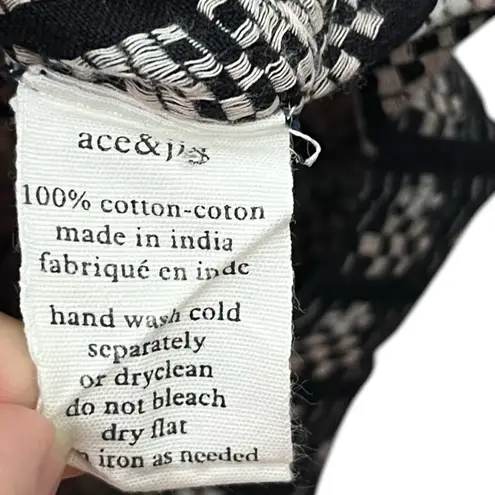 ace&jig
100% cotton-coton
made in india
fabriqué en inde
hand wash cold
separately
or dryclean
do not bleach
dry flat
iron as needed